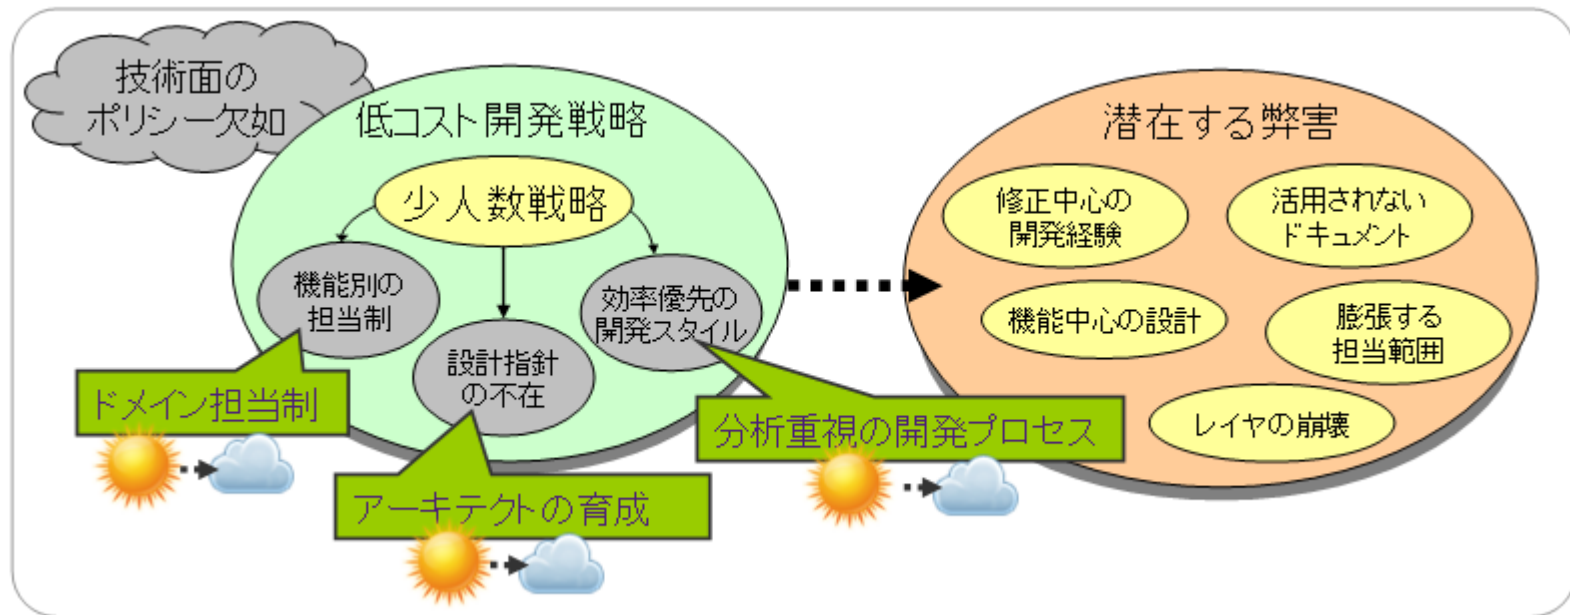 技術面の
ポリシー欠如
低コスト開発戦略
少人数戦略
機能別の
担当制
設計指針
の不在
効率優先の
開発スタイル
ドメイン担当制
アーキテクトの育成
分析重視の開発プロセス
潜在する弊害
修正中心の
開発経験
活用されない
ドキュメント
機能中心の設計
膨張する
担当範囲
レイヤの崩壊